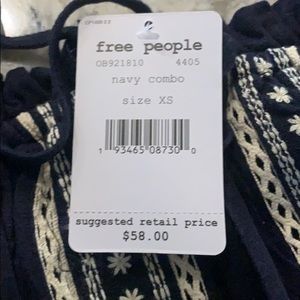 free people
OB921810 4405
navy combo
size XS
1 93465 08730 0
suggested retail price
$58.00